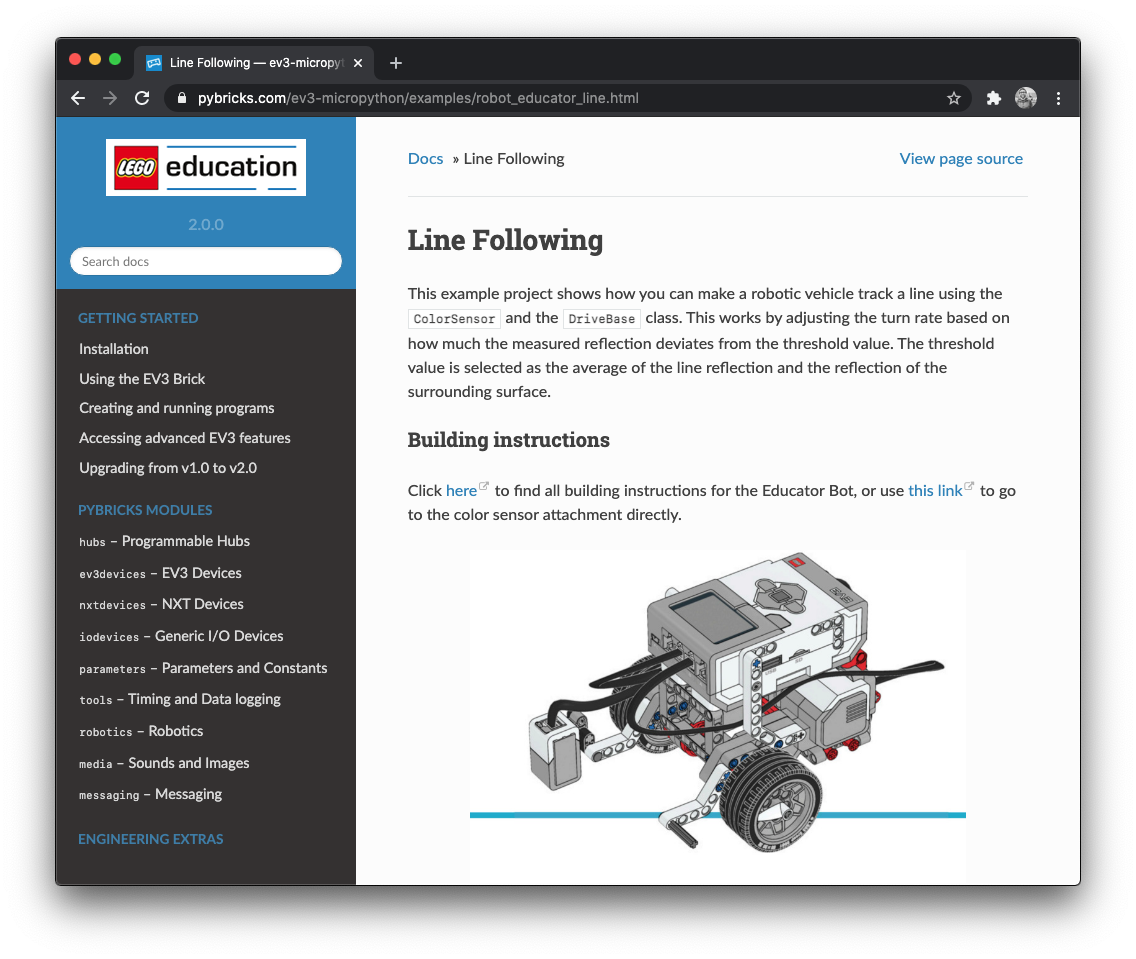 Line Following — ev3-micropyt
pybricks.com/ev3-micropython/examples/robot_educator_line.html
LEGO education
2.0.0
Search docs
GETTING STARTED
Installation
Using the EV3 Brick
Creating and running programs
Accessing advanced EV3 features
Upgrading from v1.0 to v2.0
PYBRICKS MODULES
hubs – Programmable Hubs
ev3devices – EV3 Devices
nxtdevices – NXT Devices
iodevices – Generic I/O Devices
parameters – Parameters and Constants
tools – Timing and Data logging
robotics – Robotics
media – Sounds and Images
messaging – Messaging
ENGINEERING EXTRAS
Docs » Line Following
View page source
Line Following
This example project shows how you can make a robotic vehicle track a line using the
ColorSensor and the DriveBase class. This works by adjusting the turn rate based on
how much the measured reflection deviates from the threshold value. The threshold
value is selected as the average of the line reflection and the reflection of the
surrounding surface.
Building instructions
Click here to find all building instructions for the Educator Bot, or use this link to go
to the color sensor attachment directly.
EV3